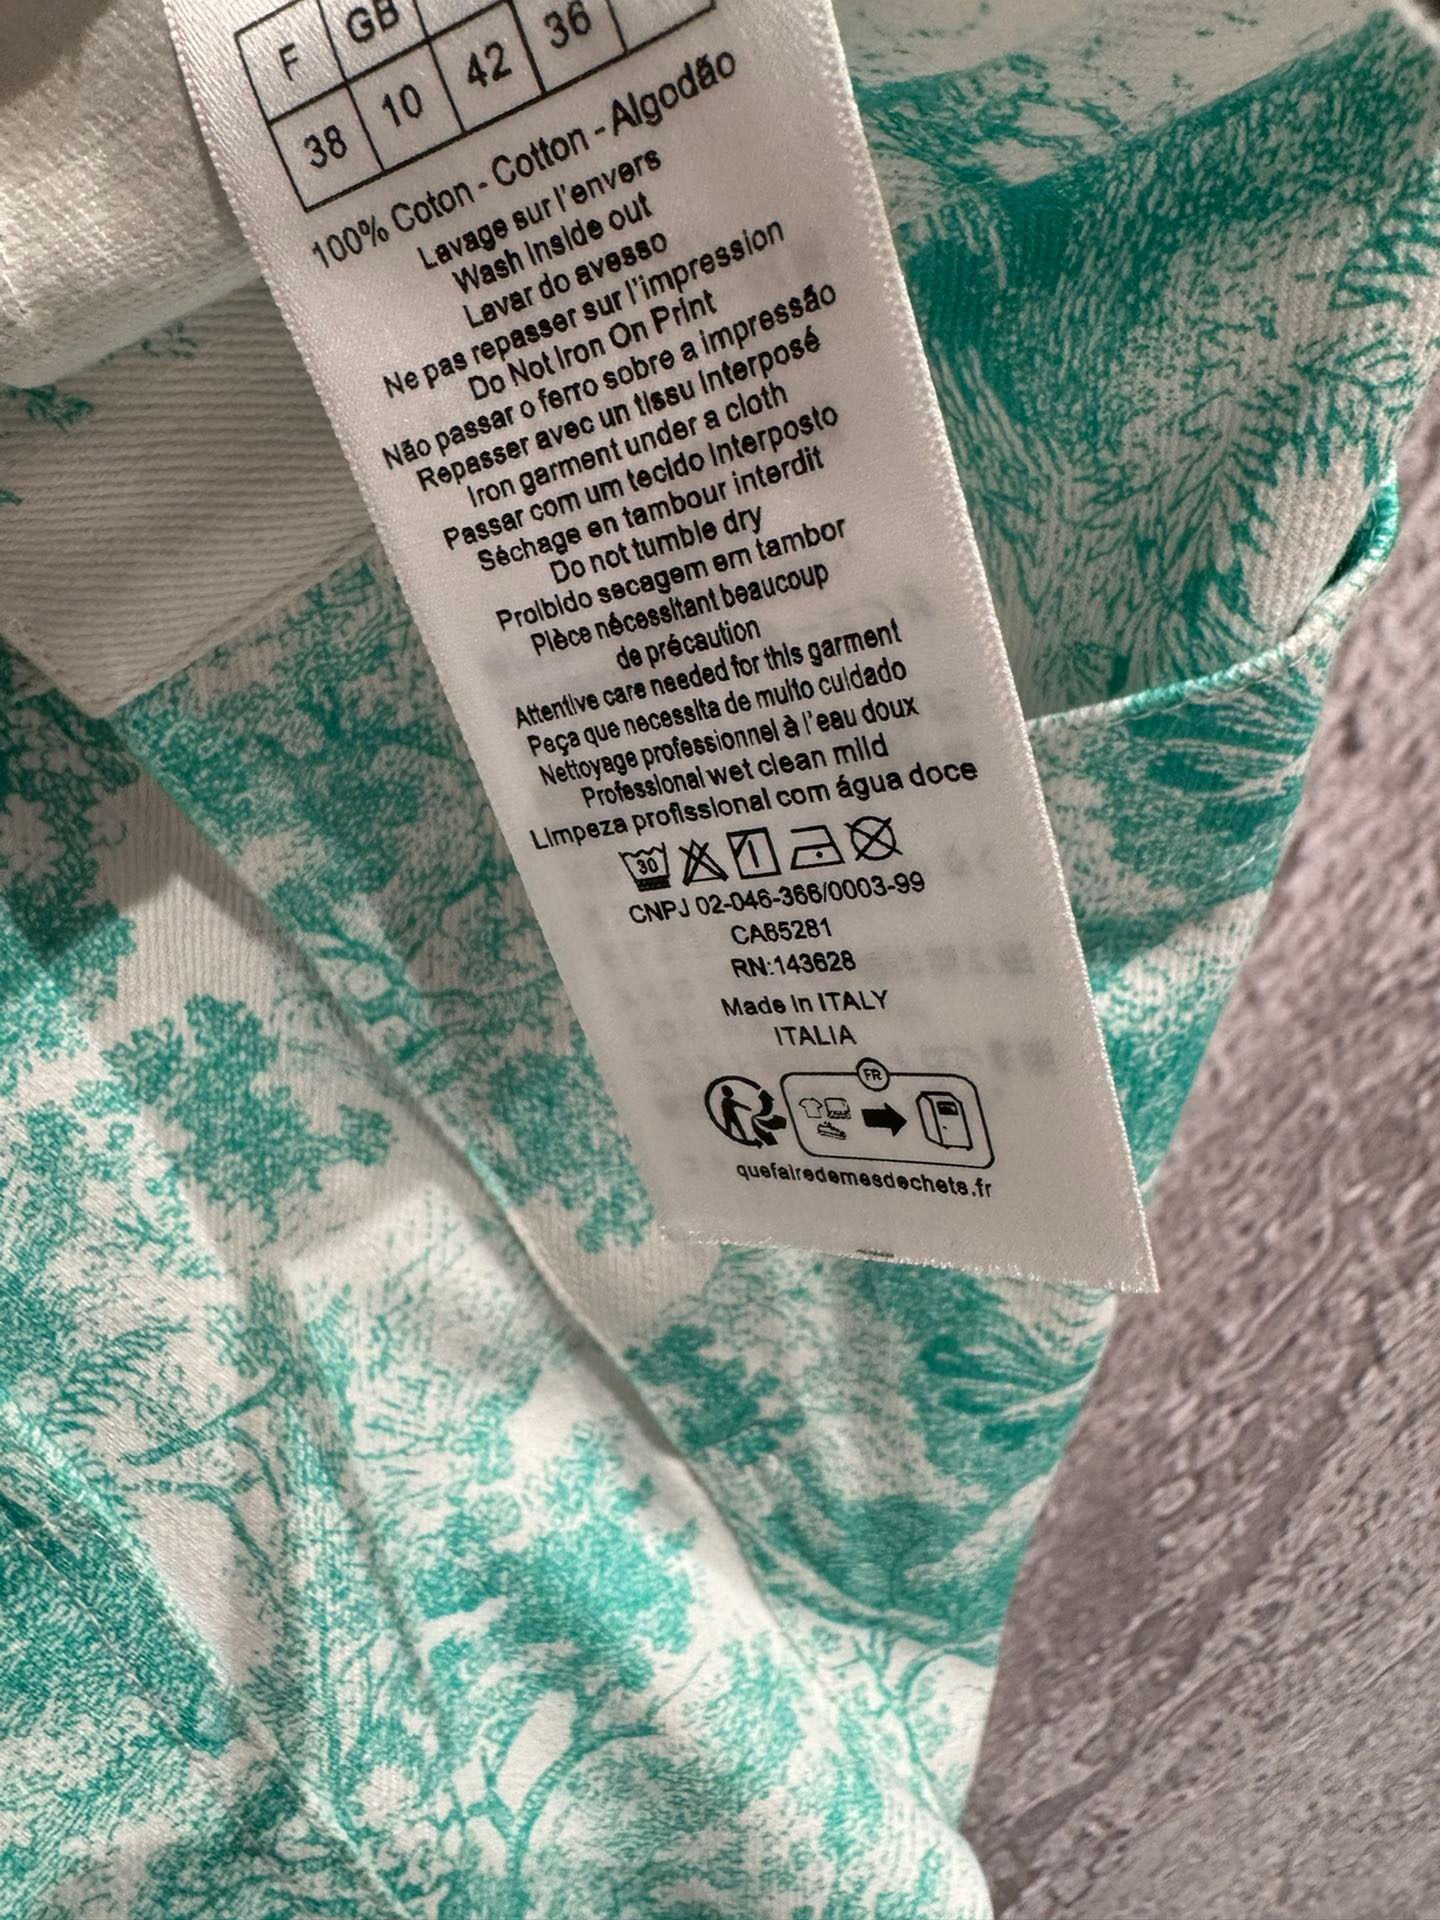 F GB
38 10 42 36
100% Coton - Cotton - Algodão
Lavage sur l'envers
Wash Inside out
Lavar do avesso
Ne pas repasser sur l'impression
Do Not Iron On Print
Não passar o ferro sobre a impressão
Repasser avec un tissu interposé
Iron garment under a cloth
Passar com um tecido interposto
Séchage en tambour interdit
Do not tumble dry
Proibido secagem em tambor
Pièce nécessitant beaucoup
de précaution
Attentive care needed for this garment
Peça que necessita de muito cuidado
Nettoyage professionnel à l'eau doux
Professional wet clean mild
Limpeza profissional com água doce
30
CNPJ 02-046-366/0003-99
CA65281
RN:143628
Made in ITALY
ITALIA
FR
quefairedemesdechets.fr